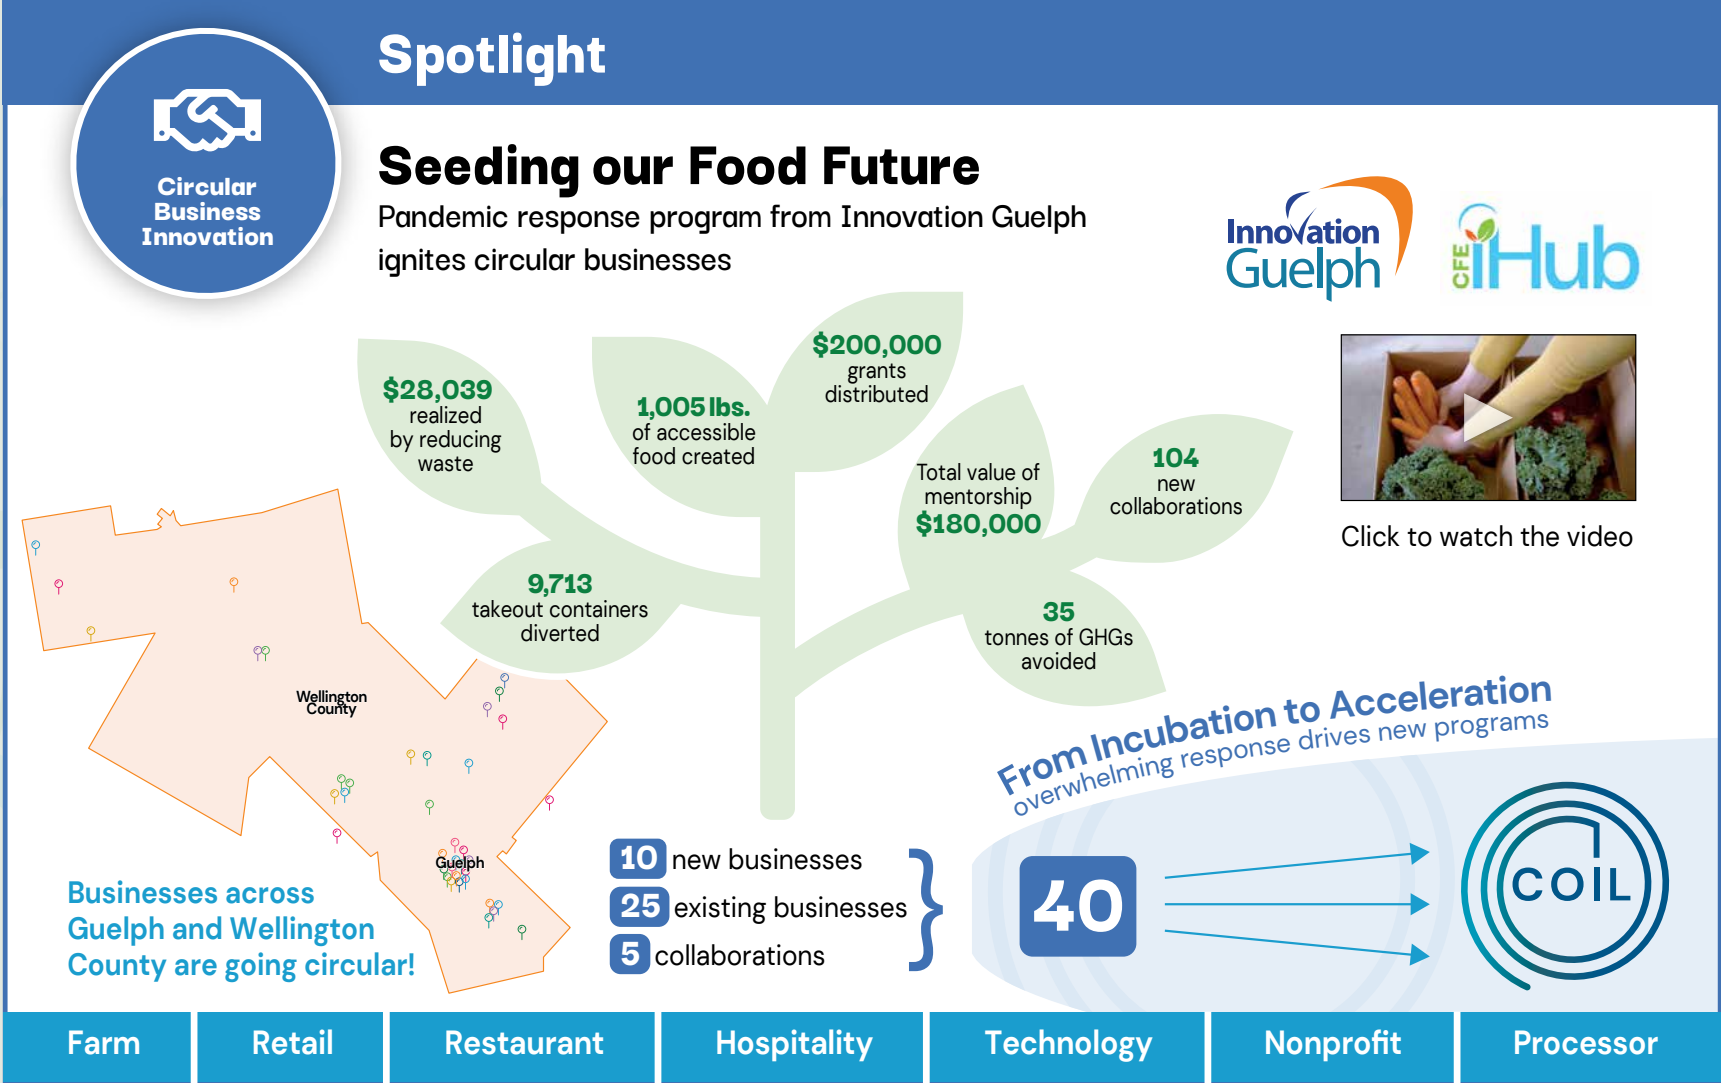 Spotlight
Circular
Business
Innovation
Seeding our Food Future
Pandemic response program from Innovation Guelph
ignites circular businesses
Innovation
Guelph
CFE
iHub
$28,039
realized
by reducing
waste
1,005 lbs.
of accessible
food created
$200,000
grants
distributed
Total value of
mentorship
$180,000
104
new
collaborations
9,713
takeout containers
diverted
35
tonnes of GHGs
avoided
Click to watch the video
Wellington
County
Guelph
Businesses across
Guelph and Wellington
County are going circular!
10 new businesses
25 existing businesses
5 collaborations
From Incubation to Acceleration
overwhelming response drives new programs
40
COIL
Farm
Retail
Restaurant
Hospitality
Technology
Nonprofit
Processor